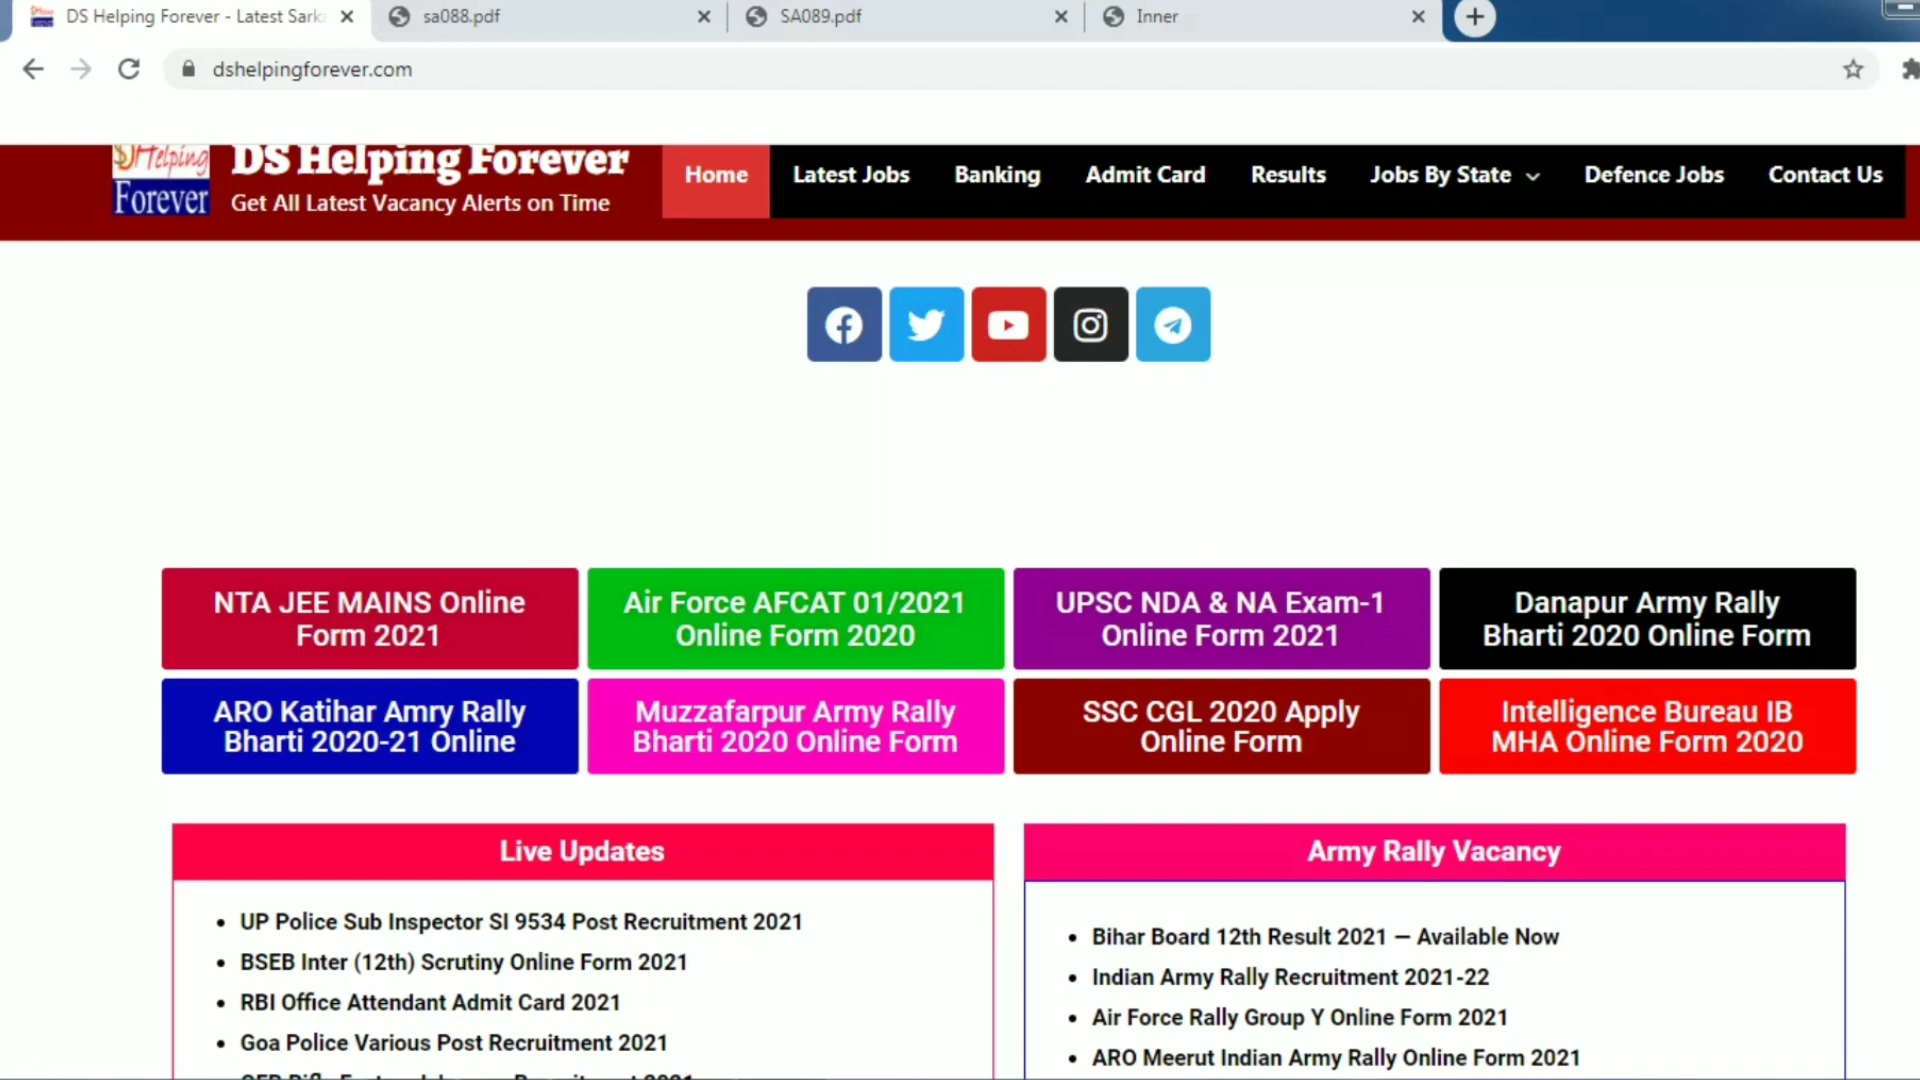 DS Helping Forever - Latest Sark
sa088.pdf
SA089.pdf
Inner
dshelpingforever.com
Helping
Forever
DS Helping Forever
Get All Latest Vacancy Alerts on Time
Home
Latest Jobs
Banking
Admit Card
Results
Jobs By State
Defence Jobs
Contact Us
NTA JEE MAINS Online
Form 2021
Air Force AFCAT 01/2021
Online Form 2020
UPSC NDA & NA Exam-1
Online Form 2021
Danapur Army Rally
Bharti 2020 Online Form
ARO Katihar Amry Rally
Bharti 2020-21 Online
Muzzafarpur Army Rally
Bharti 2020 Online Form
SSC CGL 2020 Apply
Online Form
Intelligence Bureau IB
MHA Online Form 2020
Live Updates
UP Police Sub Inspector SI 9534 Post Recruitment 2021
BSEB Inter (12th) Scrutiny Online Form 2021
RBI Office Attendant Admit Card 2021
Goa Police Various Post Recruitment 2021
Army Rally Vacancy
Bihar Board 12th Result 2021 – Available Now
Indian Army Rally Recruitment 2021-22
Air Force Rally Group Y Online Form 2021
ARO Meerut Indian Army Rally Online Form 2021